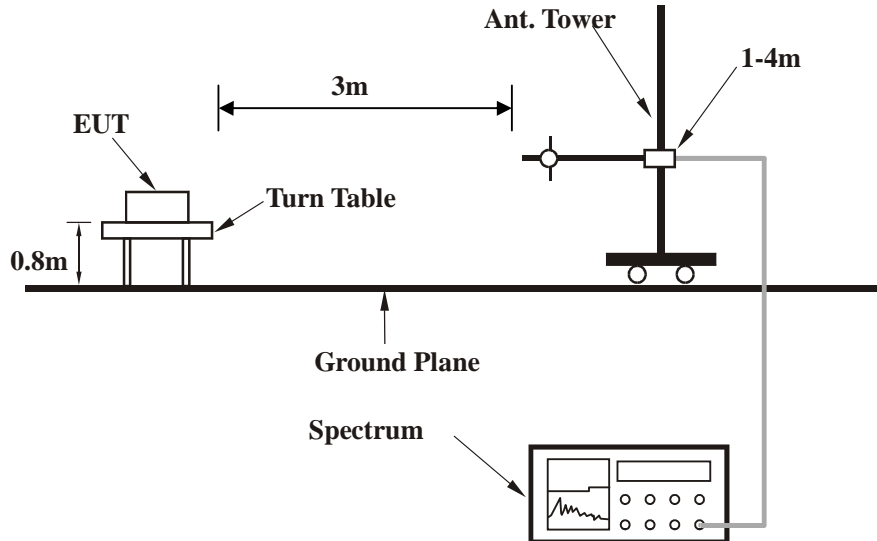 Ant. Tower
1-4m
3m
EUT
Turn Table
0.8m
Ground Plane
Spectrum